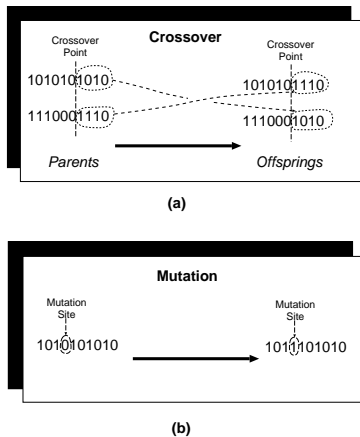 Crossover
Crossover
Point
Crossover
Point
1010101010
1010101110
1110001110
1110001010
Parents
Offsprings
(a)
Mutation
Mutation
Site
Mutation
Site
1010101010
1011101010
(b)